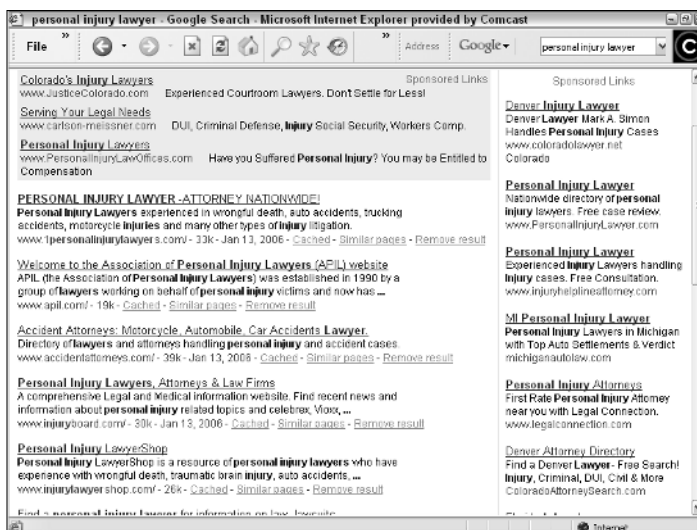 personal injury lawyer - Google Search - Microsoft Internet Explorer provided by Comcast
File » » Address Google personal injury lawyer
Colorado's Injury Lawyers Sponsored Links
www.JusticeColorado.com Experienced Courtroom Lawyers. Don't Settle for Less!
Serving Your Legal Needs
www.carlson-meissner.com DUI, Criminal Defense, Injury Social Security, Workers Comp.
Personal Injury Lawyers
www.PersonalInjuryLawOffices.com Have you Suffered Personal Injury? You may be Entitled to
Compensation
PERSONAL INJURY LAWYER -ATTORNEY NATIONWIDE!
Personal Injury Lawyers experienced in wrongful death, auto accidents, trucking
accidents, motorcycle injuries and many other types of injury litigation.
www.1personalinjurylawyers.com/ - 33k - Jan 13, 2006 - Cached - Similar pages - Remove result
Welcome to the Association of Personal Injury Lawyers (APIL) website
APIL (the Association of Personal Injury Lawyers) was established in 1990 by a
group of lawyers working on behalf of personal injury victims and now has ...
www.apil.com/ - 19k - Cached - Similar pages - Remove result
Accident Attorneys: Motorcycle, Automobile, Car Accidents Lawyer.
Directory of lawyers and attorneys handling personal injury and accident cases.
www.accidentattorneys.com/ - 39k - Jan 13, 2006 - Cached - Similar pages - Remove result
Personal Injury Lawyers, Attorneys & Law Firms
A comprehensive Legal and Medical information website. Find recent news and
information about personal injury related topics and celebrex, Vioxx, ...
www.injuryboard.com/ - 30k - Jan 13, 2006 - Cached - Similar pages - Remove result
Personal Injury LawyerShop
Personal Injury LawyerShop is a resource of personal injury lawyers who have
experience with wrongful death, traumatic brain injury, auto accidents, ...
www.injurylawyershop.com/ - 26k - Cached - Similar pages - Remove result
Find a personal injury lawyer for information on law, lawsuits
Sponsored Links
Denver Injury Lawyer
Denver Lawyer Mark A. Simon
Handles Personal Injury Cases
www.coloradolawyer.net
Colorado
Personal Injury Lawyer
Nationwide directory of personal
injury lawyers. Free case review.
www.PersonalInjuryLawyer.com
Personal Injury Lawyer
Experienced Injury Lawyers handling
Injury cases. Free Consultation.
www.injuryhelplineattorney.com
MI Personal Injury Lawyer
Personal Injury Lawyers in Michigan
with Top Auto Settlements & Verdict
michiganautolaw.com
Personal Injury Attorneys
First Rate Personal Injury Attorney
near you with Legal Connection.
www.legalconnection.com
Denver Attorney Directory
Find a Denver Lawyer- Free Search!
Injury, Criminal, DUI, Civil & More
ColoradoAttorneySearch.com
Internet